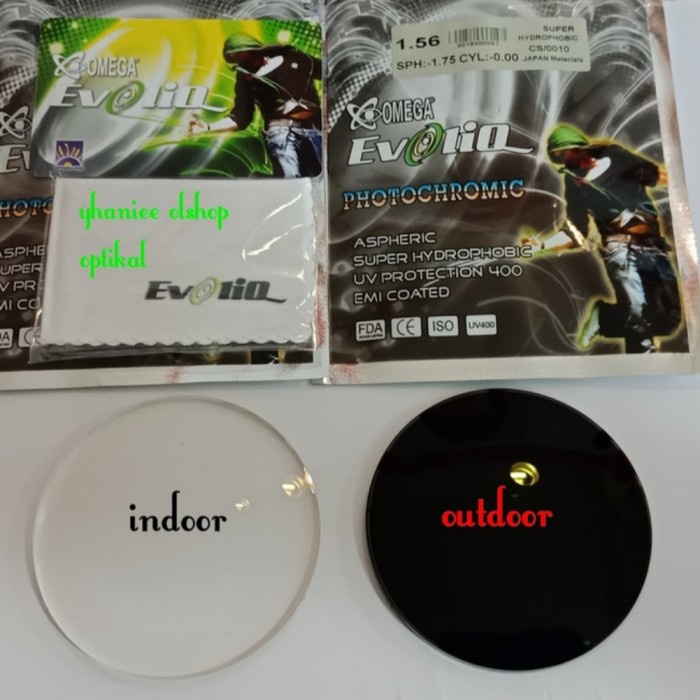 OMEGA
EvoliQ
yhaniee olshop
optikal
EvoliQ
1.56
0019490007
SUPER
HYDROPHOBIC
CS/0010
SPH:-1.75 CYL:-0.00 JAPAN Materials
OMEGA
EvoliQ
PHOTOCHROMIC
ASPHERIC
SUPER HYDROPHOBIC
UV PROTECTION 400
EMI COATED
FDA CE ISO UV400
indoor
outdoor